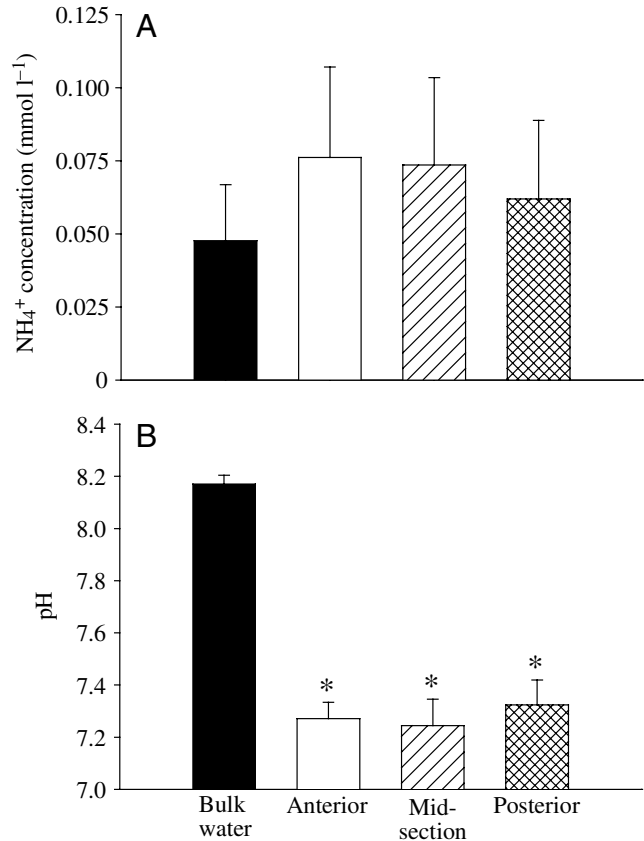 A
NH₄⁺ concentration (mmol l⁻¹)
0.125
0.100
0.075
0.050
0.025
0
B
pH
8.4
8.2
8.0
7.8
7.6
7.4
7.2
7.0
* * *
Bulk water
Anterior
Mid-section
Posterior